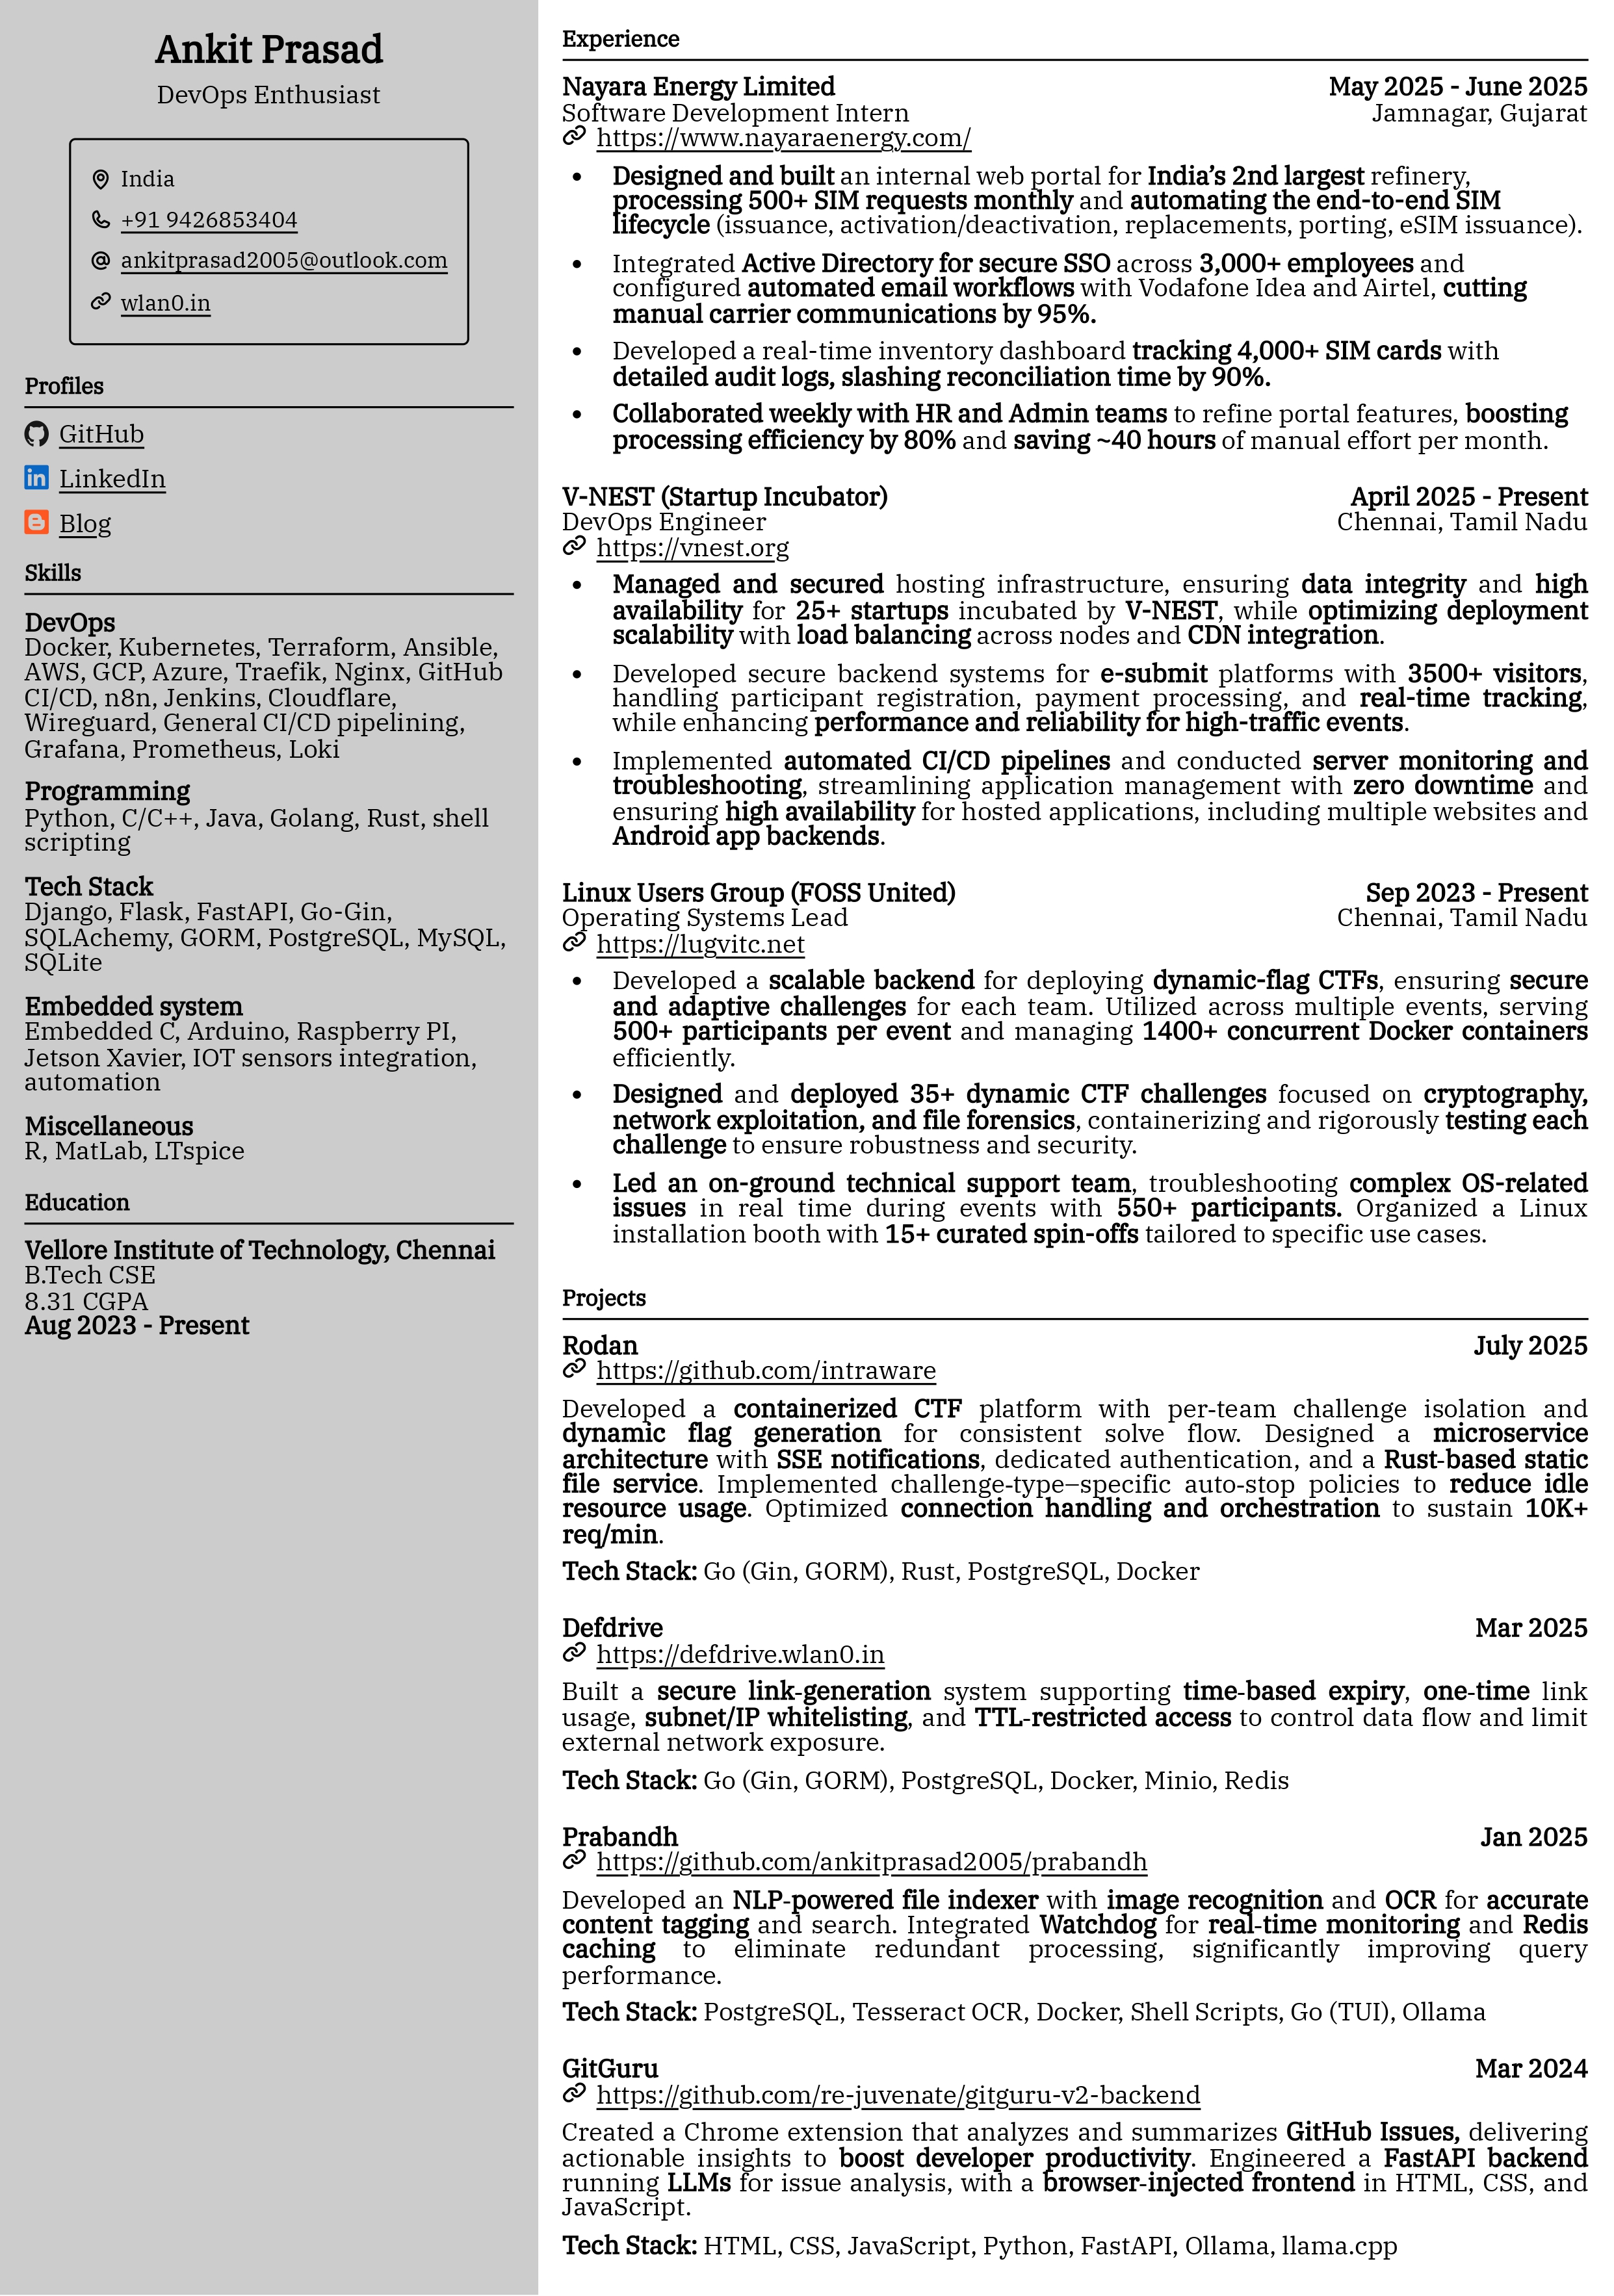 Ankit Prasad
DevOps Enthusiast
India
+91 9426853404
ankitprasad2005@outlook.com
wlan0.in
Profiles
GitHub
LinkedIn
Blog
Skills
DevOps
Docker, Kubernetes, Terraform, Ansible,
AWS, GCP, Azure, Traefik, Nginx, GitHub
CI/CD, n8n, Jenkins, Cloudflare,
Wireguard, General CI/CD pipelining,
Grafana, Prometheus, Loki
Programming
Python, C/C++, Java, Golang, Rust, shell
scripting
Tech Stack
Django, Flask, FastAPI, Go-Gin,
SQLAchemy, GORM, PostgreSQL, MySQL,
SQLite
Embedded system
Embedded C, Arduino, Raspberry PI,
Jetson Xavier, IOT sensors integration,
automation
Miscellaneous
R, MatLab, LTspice
Education
Vellore Institute of Technology, Chennai
B.Tech CSE
8.31 CGPA
Aug 2023 - Present
Experience
Nayara Energy Limited May 2025 - June 2025
Software Development Intern Jamnagar, Gujarat
https://www.nayaraenergy.com/
• Designed and built an internal web portal for India’s 2nd largest refinery,
processing 500+ SIM requests monthly and automating the end-to-end SIM
lifecycle (issuance, activation/deactivation, replacements, porting, eSIM issuance).
• Integrated Active Directory for secure SSO across 3,000+ employees and
configured automated email workflows with Vodafone Idea and Airtel, cutting
manual carrier communications by 95%.
• Developed a real-time inventory dashboard tracking 4,000+ SIM cards with
detailed audit logs, slashing reconciliation time by 90%.
• Collaborated weekly with HR and Admin teams to refine portal features, boosting
processing efficiency by 80% and saving ~40 hours of manual effort per month.
V-NEST (Startup Incubator) April 2025 - Present
DevOps Engineer Chennai, Tamil Nadu
https://vnest.org
• Managed and secured hosting infrastructure, ensuring data integrity and high
availability for 25+ startups incubated by V-NEST, while optimizing deployment
scalability with load balancing across nodes and CDN integration.
• Developed secure backend systems for e-submit platforms with 3500+ visitors,
handling participant registration, payment processing, and real-time tracking,
while enhancing performance and reliability for high-traffic events.
• Implemented automated CI/CD pipelines and conducted server monitoring and
troubleshooting, streamlining application management with zero downtime and
ensuring high availability for hosted applications, including multiple websites and
Android app backends.
Linux Users Group (FOSS United) Sep 2023 - Present
Operating Systems Lead Chennai, Tamil Nadu
https://lugvitc.net
• Developed a scalable backend for deploying dynamic-flag CTFs, ensuring secure
and adaptive challenges for each team. Utilized across multiple events, serving
500+ participants per event and managing 1400+ concurrent Docker containers
efficiently.
• Designed and deployed 35+ dynamic CTF challenges focused on cryptography,
network exploitation, and file forensics, containerizing and rigorously testing each
challenge to ensure robustness and security.
• Led an on-ground technical support team, troubleshooting complex OS-related
issues in real time during events with 550+ participants. Organized a Linux
installation booth with 15+ curated spin-offs tailored to specific use cases.
Projects
Rodan July 2025
https://github.com/intraware
Developed a containerized CTF platform with per-team challenge isolation and
dynamic flag generation for consistent solve flow. Designed a microservice
architecture with SSE notifications, dedicated authentication, and a Rust-based static
file service. Implemented challenge-type–specific auto-stop policies to reduce idle
resource usage. Optimized connection handling and orchestration to sustain 10K+
req/min.
Tech Stack: Go (Gin, GORM), Rust, PostgreSQL, Docker
Defdrive Mar 2025
https://defdrive.wlan0.in
Built a secure link-generation system supporting time-based expiry, one-time link
usage, subnet/IP whitelisting, and TTL-restricted access to control data flow and limit
external network exposure.
Tech Stack: Go (Gin, GORM), PostgreSQL, Docker, Minio, Redis
Prabandh Jan 2025
https://github.com/ankitprasad2005/prabandh
Developed an NLP-powered file indexer with image recognition and OCR for accurate
content tagging and search. Integrated Watchdog for real-time monitoring and Redis
caching to eliminate redundant processing, significantly improving query
performance.
Tech Stack: PostgreSQL, Tesseract OCR, Docker, Shell Scripts, Go (TUI), Ollama
GitGuru Mar 2024
https://github.com/re-juvenate/gitguru-v2-backend
Created a Chrome extension that analyzes and summarizes GitHub Issues, delivering
actionable insights to boost developer productivity. Engineered a FastAPI backend
running LLMs for issue analysis, with a browser-injected frontend in HTML, CSS, and
JavaScript.
Tech Stack: HTML, CSS, JavaScript, Python, FastAPI, Ollama, llama.cpp